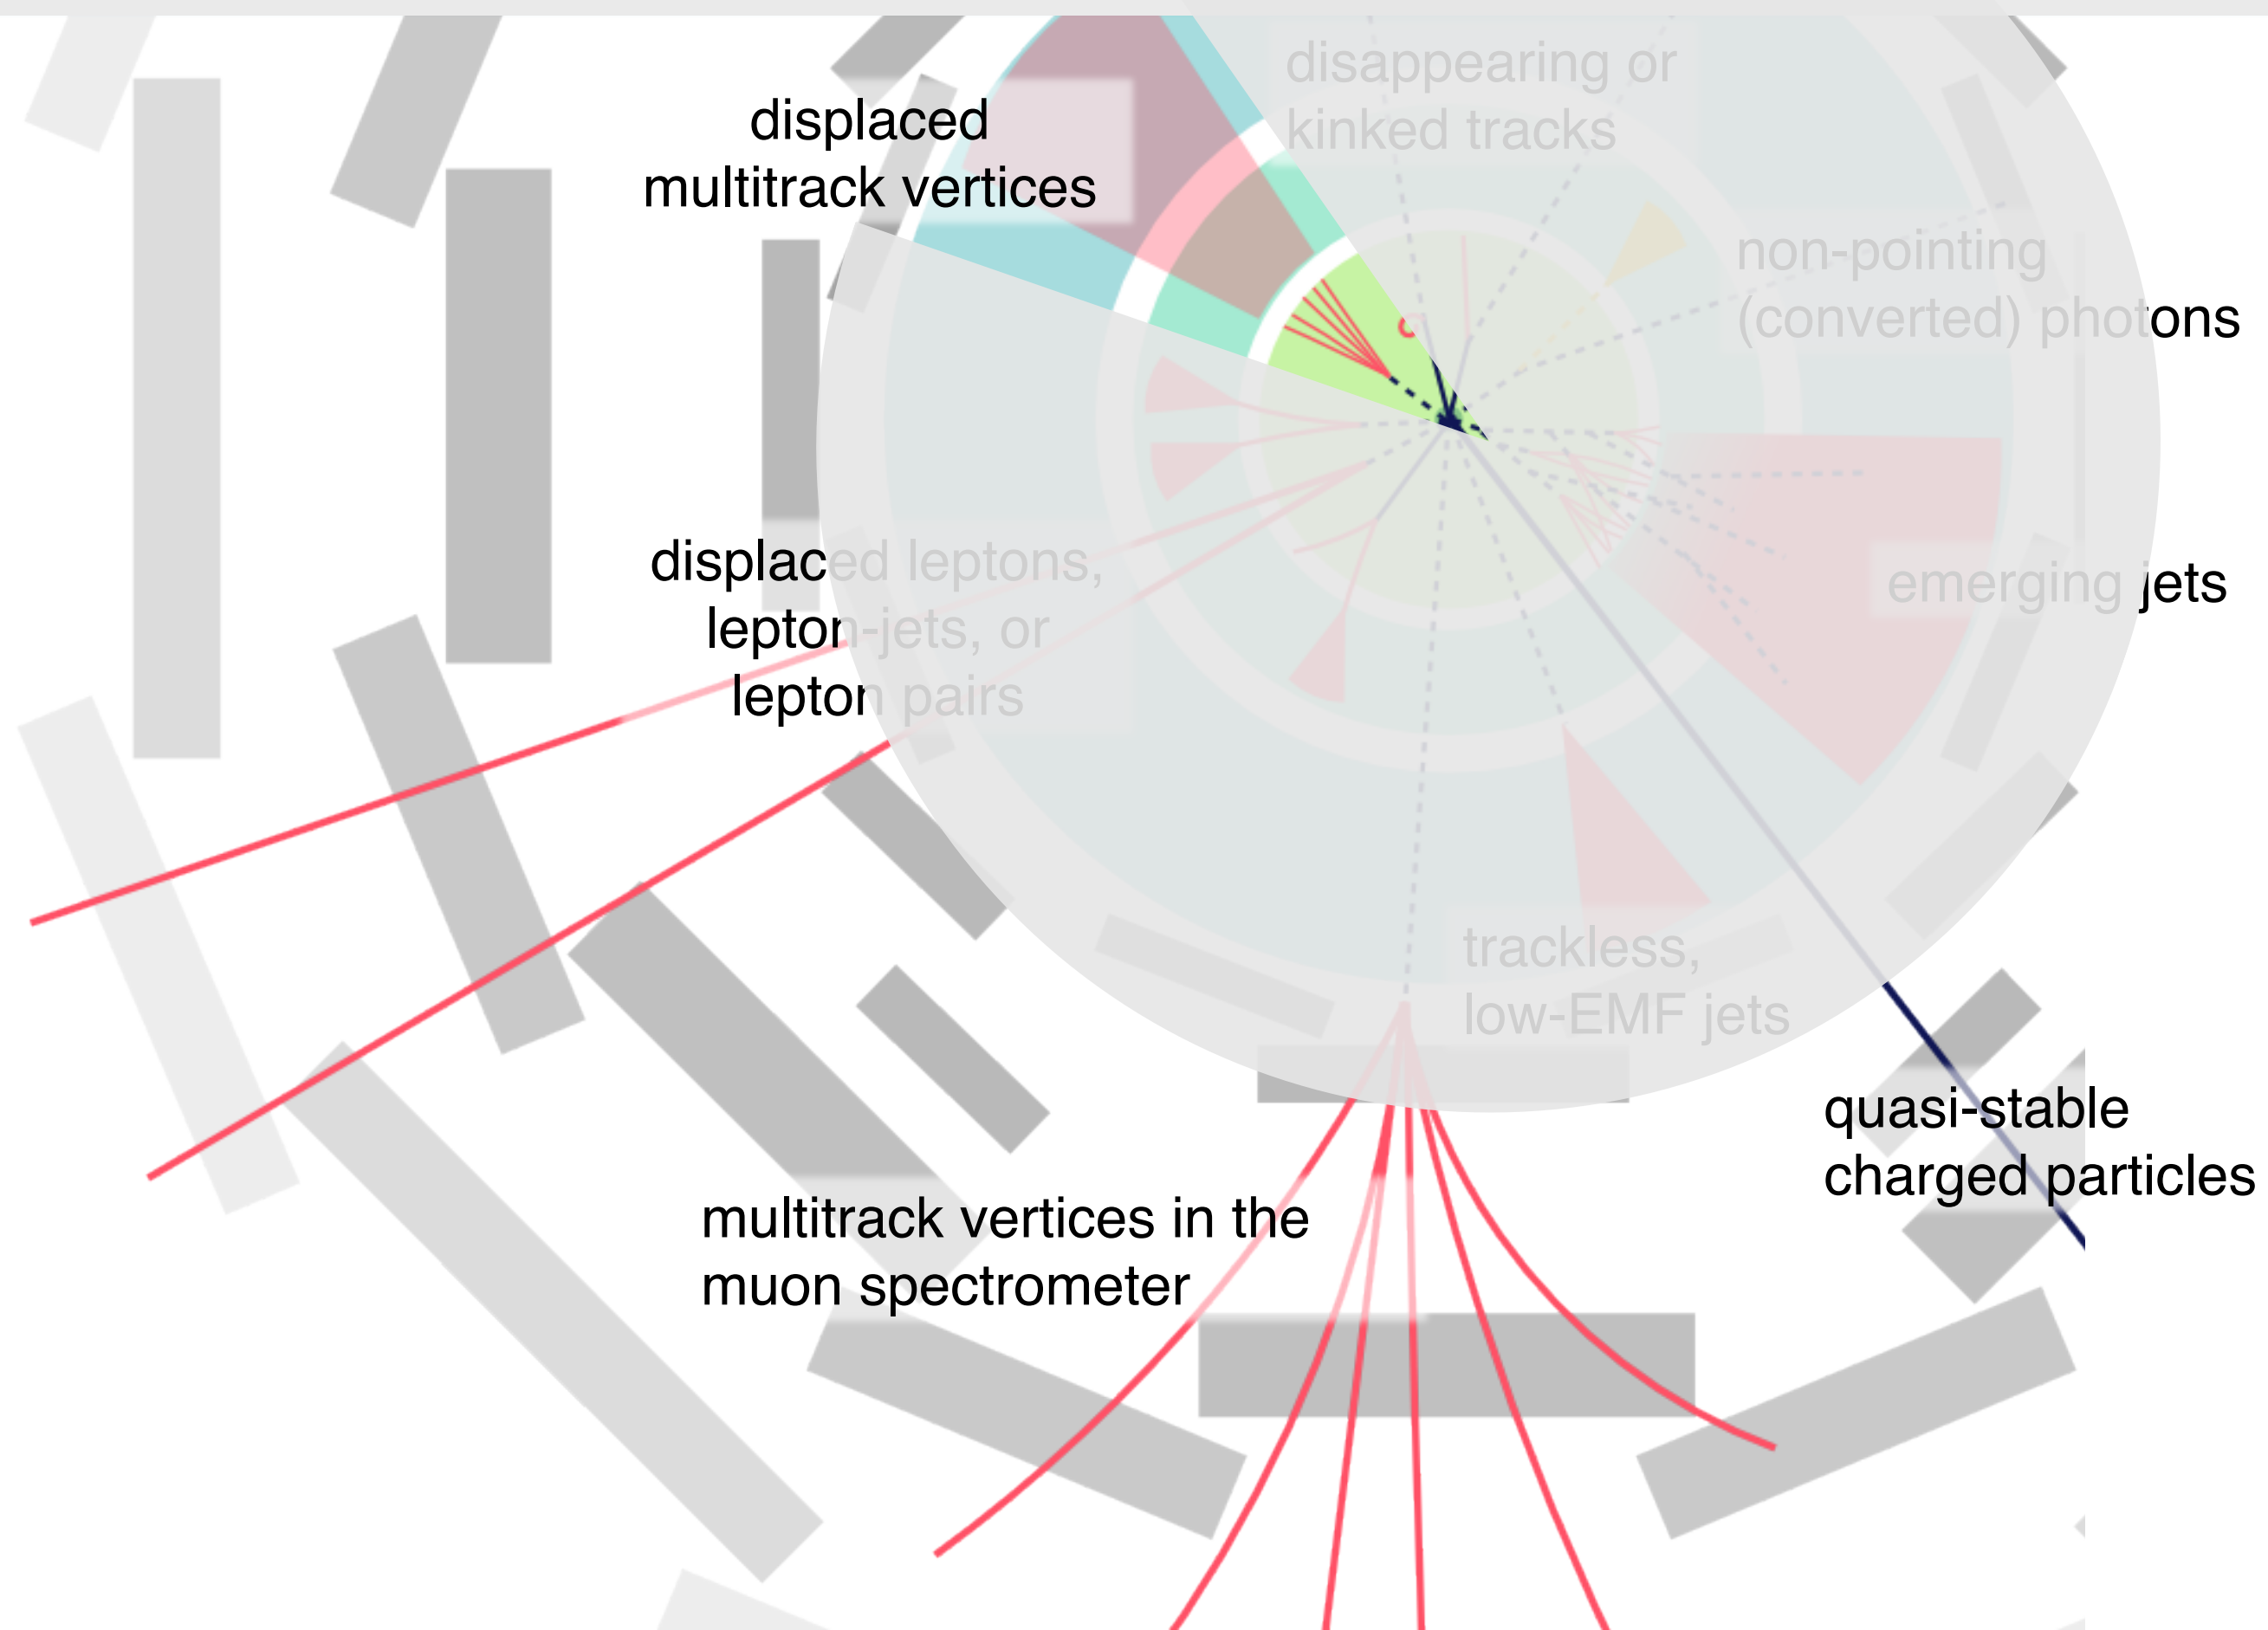 disappearing or
kinked tracks
displaced
multitrack vertices
non-pointing
(converted) photons
displaced leptons,
lepton-jets, or
lepton pairs
emerging jets
trackless,
low-EMF jets
quasi-stable
charged particles
multitrack vertices in the
muon spectrometer